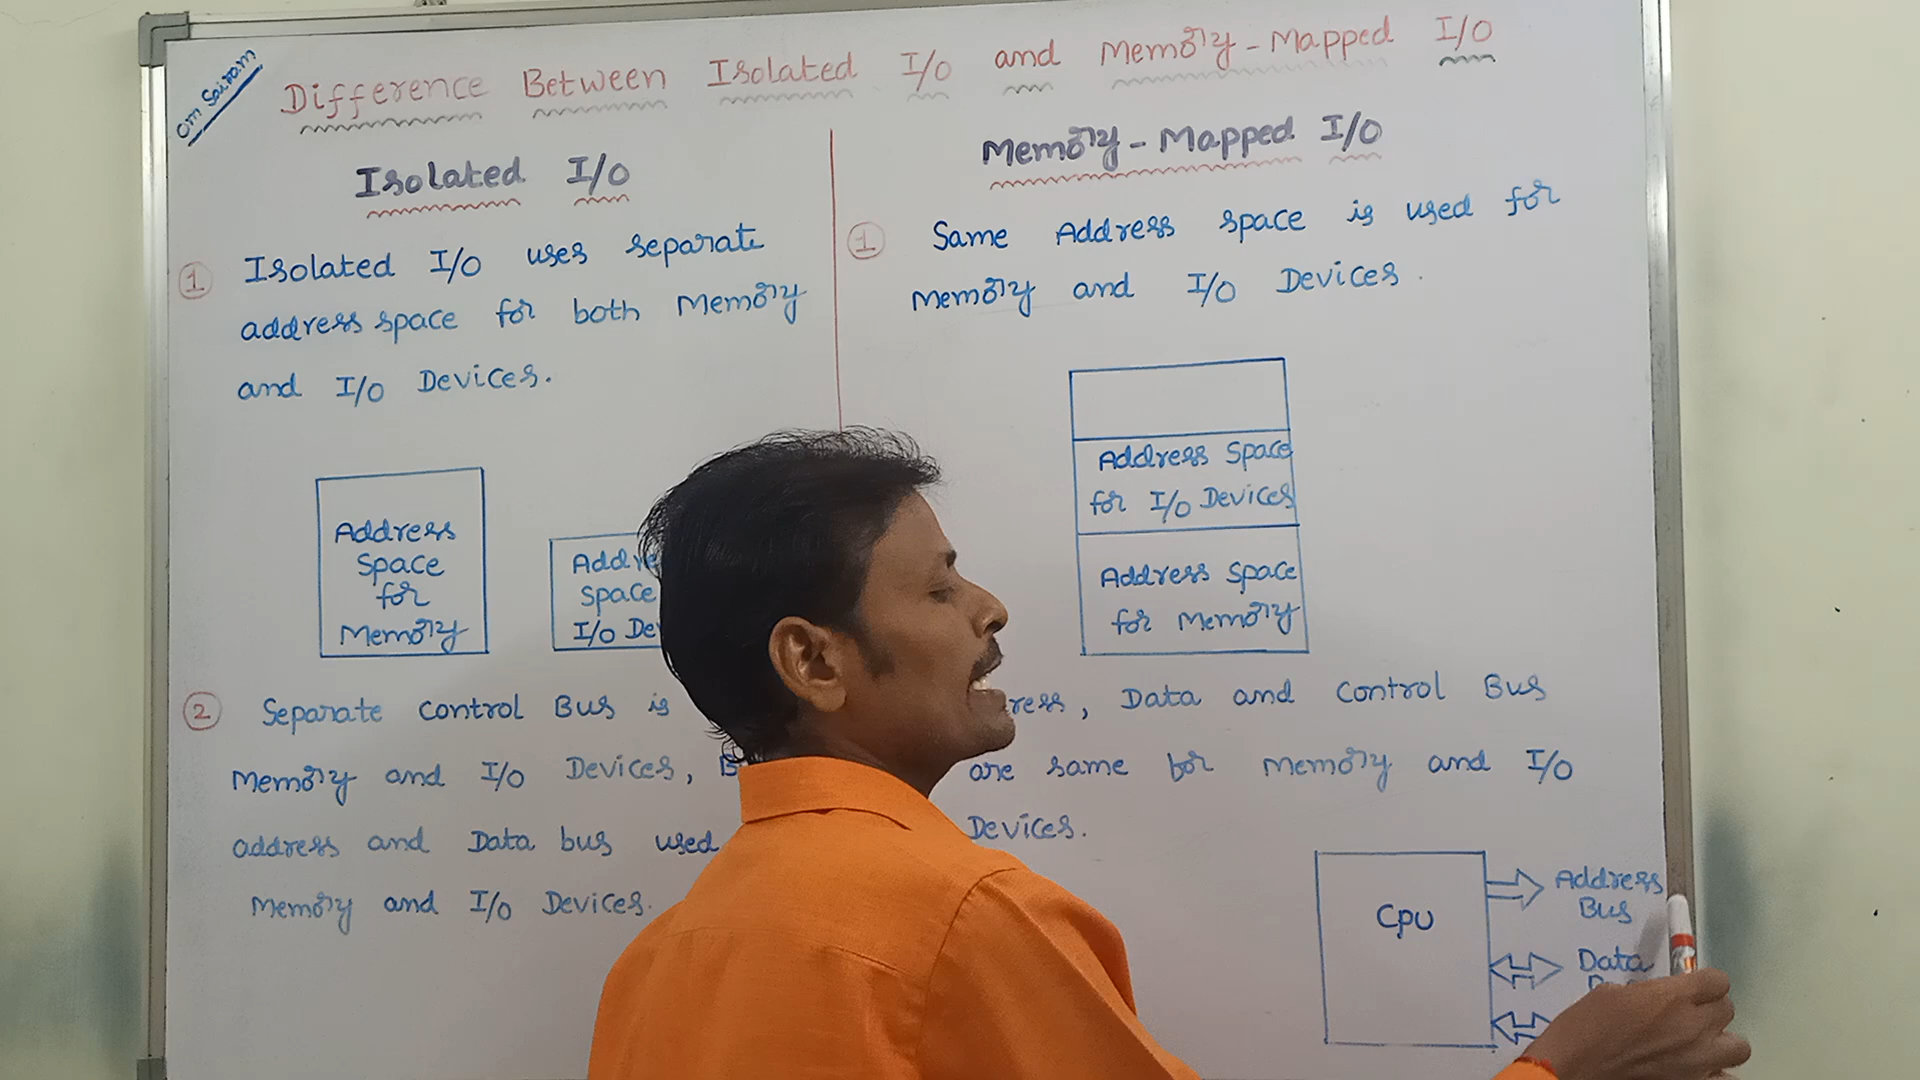 Om Sairam
Difference Between Isolated I/O and Memory-Mapped I/O
Isolated I/O
① Isolated I/O uses separate
address space for both Memory
and I/O Devices.
Address
Space
for
Memory
Space
I/O
② Separate control Bus is
Memory and I/O Devices,
address and Data bus used
Memory and I/O Devices.
Memory-Mapped I/O
① Same Address space is used for
Memory and I/O Devices.
Address Space
for I/O Devices
Address Space
for Memory
, Data and Control Bus
are same for Memory and I/O
Devices.
CPU
Address
Bus
Data